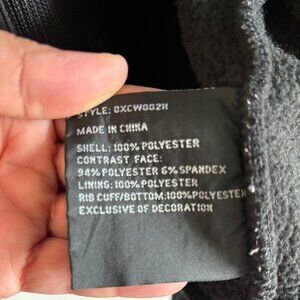 STYLE: 0XCW002H
MADE IN CHINA
SHELL: 100% POLYESTER
CONTRAST FACE:
94% POLYESTER 6% SPANDEX
LINING: 100% POLYESTER
RIB CUFF/BOTTOM:100% POLYESTER
EXCLUSIVE OF DECORATION